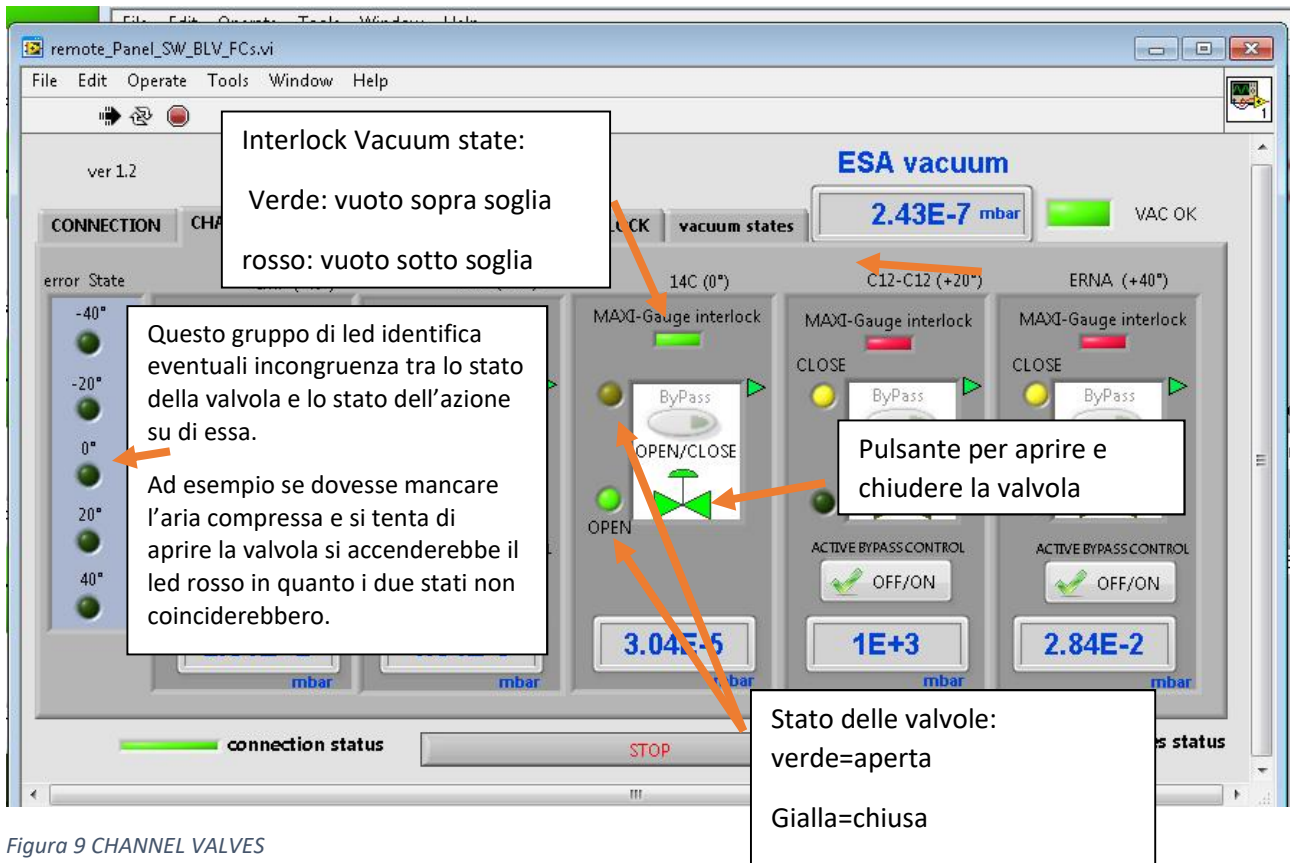 File Edit Operate Tools Window Help
remote_Panel_SW_BLV_FCs.vi
File Edit Operate Tools Window Help
1
ver 1.2
Interlock Vacuum state:
Verde: vuoto sopra soglia
rosso: vuoto sotto soglia
ESA vacuum
2.43E-7 mbar
VAC OK
CONNECTION
vacuum states
error State
-40°
-20°
0°
20°
40°
Questo gruppo di led identifica
eventuali incongruenza tra lo stato
della valvola e lo stato dell’azione
su di essa.
Ad esempio se dovesse mancare
l’aria compressa e si tenta di
aprire la valvola si accenderebbe il
led rosso in quanto i due stati non
coinciderebbero.
mbar
mbar
14C (0°)
MAXI-Gauge interlock
ByPass
OPEN/CLOSE
OPEN
3.04E-5
mbar
C12-C12 (+20°)
MAXI-Gauge interlock
CLOSE
ByPass
ACTIVE BYPASS CONTROL
OFF/ON
1E+3
mbar
ERNA (+40°)
MAXI-Gauge interlock
CLOSE
ByPass
ACTIVE BYPASS CONTROL
OFF/ON
2.84E-2
mbar
Pulsante per aprire e
chiudere la valvola
connection status
STOP
status
Stato delle valvole:
verde=aperta
Gialla=chiusa
Figura 9 CHANNEL VALVES